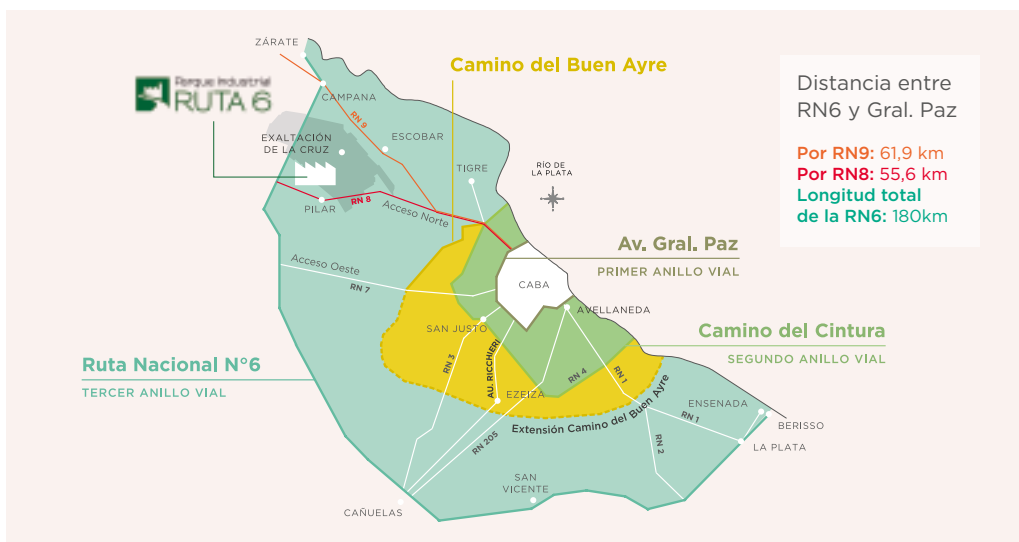 ZÁRATE
Camino del Buen Ayre
Parque Industrial
RUTA 6
CAMPANA
RN 9
ESCOBAR
EXALTACIÓN
DE LA CRUZ
TIGRE
RÍO DE
LA PLATA
PILAR
RN 8
Acceso Norte
Distancia entre
RN6 y Gral. Paz
Por RN9: 61,9 km
Por RN8: 55,6 km
Longitud total
de la RN6: 180km
Av. Gral. Paz
PRIMER ANILLO VIAL
Acceso Oeste
RN 7
CABA
AVELLANEDA
SAN JUSTO
Camino del Cintura
SEGUNDO ANILLO VIAL
Ruta Nacional N°6
TERCER ANILLO VIAL
RN 3
AU. RICCHIERI
EZEIZA
RN 4
RN 1
Extensión Camino del Buen Ayre
RN 205
RN 2
RN 1
ENSENADA
BERISSO
LA PLATA
SAN
VICENTE
CAÑUELAS